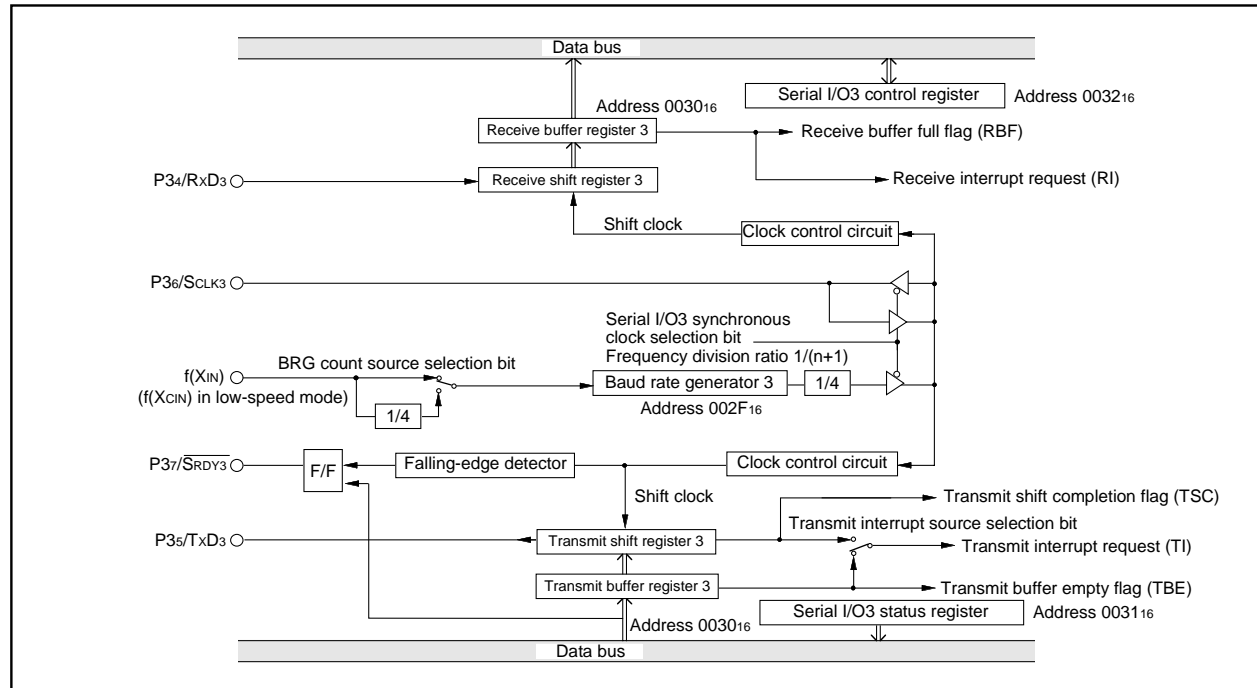 Data bus
Serial I/O3 control register Address 0032₁₆
Address 0030₁₆
Receive buffer register 3 Receive buffer full flag (RBF)
P3₄/RxD₃ Receive shift register 3 Receive interrupt request (RI)
Shift clock Clock control circuit
P3₆/SCLK3
Serial I/O3 synchronous
clock selection bit
Frequency division ratio 1/(n+1)
BRG count source selection bit
f(XIN) Baud rate generator 3 1/4
(f(XCIN) in low-speed mode) 1/4 Address 002F₁₆
P3₇/S̅R̅D̅Y̅3̅ F/F Falling-edge detector Clock control circuit
Shift clock
Transmit shift completion flag (TSC)
Transmit interrupt source selection bit
P3₅/TxD₃ Transmit shift register 3 Transmit interrupt request (TI)
Transmit buffer register 3 Transmit buffer empty flag (TBE)
Serial I/O3 status register Address 0031₁₆
Address 0030₁₆
Data bus